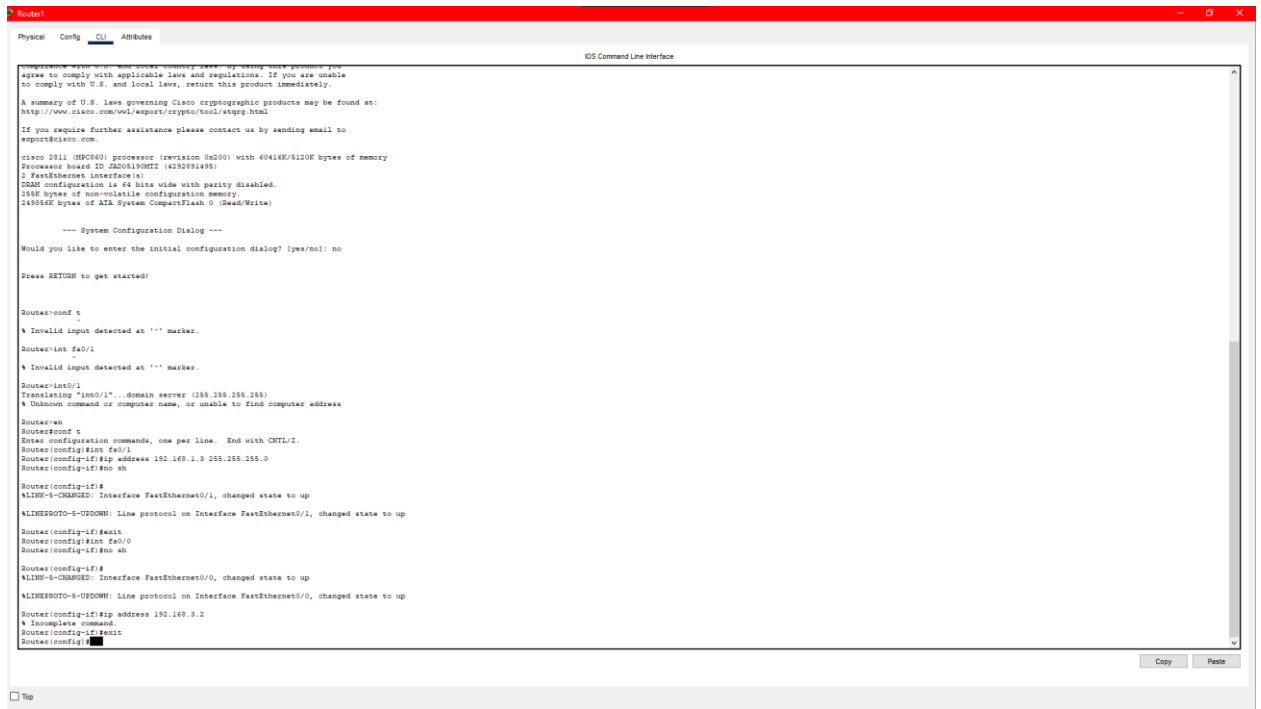 Router1
Physical Config CLI Attributes
IOS Command Line Interface
compliance with U.S. and local country laws. By using this product you
agree to comply with applicable laws and regulations. If you are unable
to comply with U.S. and local laws, return this product immediately.
A summary of U.S. laws governing Cisco cryptographic products may be found at:
http://www.cisco.com/wwl/export/crypto/tool/stqrg.html
If you require further assistance please contact us by sending email to
export@cisco.com.
cisco 2811 (MPC860) processor (revision 0x200) with 60416K/5120K bytes of memory
Processor board ID JAD05190MTZ (4292891495)
2 FastEthernet interface(s)
DRAM configuration is 64 bits wide with parity disabled.
255K bytes of non-volatile configuration memory.
249856K bytes of ATA System CompactFlash 0 (Read/Write)
--- System Configuration Dialog ---
Would you like to enter the initial configuration dialog? [yes/no]: no
Press RETURN to get started!
Router>conf t
^
% Invalid input detected at '^' marker.
Router>int fa0/1
^
% Invalid input detected at '^' marker.
Router>int0/1
Translating "int0/1"...domain server (255.255.255.255)
% Unknown command or computer name, or unable to find computer address
Router>en
Router#conf t
Enter configuration commands, one per line. End with CNTL/Z.
Router(config)#int fa0/1
Router(config-if)#ip address 192.168.1.3 255.255.255.0
Router(config-if)#no sh
Router(config-if)#
%LINK-5-CHANGED: Interface FastEthernet0/1, changed state to up
%LINEPROTO-5-UPDOWN: Line protocol on Interface FastEthernet0/1, changed state to up
Router(config-if)#exit
Router(config)#int fa0/0
Router(config-if)#no sh
Router(config-if)#
%LINK-5-CHANGED: Interface FastEthernet0/0, changed state to up
%LINEPROTO-5-UPDOWN: Line protocol on Interface FastEthernet0/0, changed state to up
Router(config-if)#ip address 192.168.3.2
% Incomplete command.
Router(config-if)#exit
Router(config)#
Copy Paste
Top